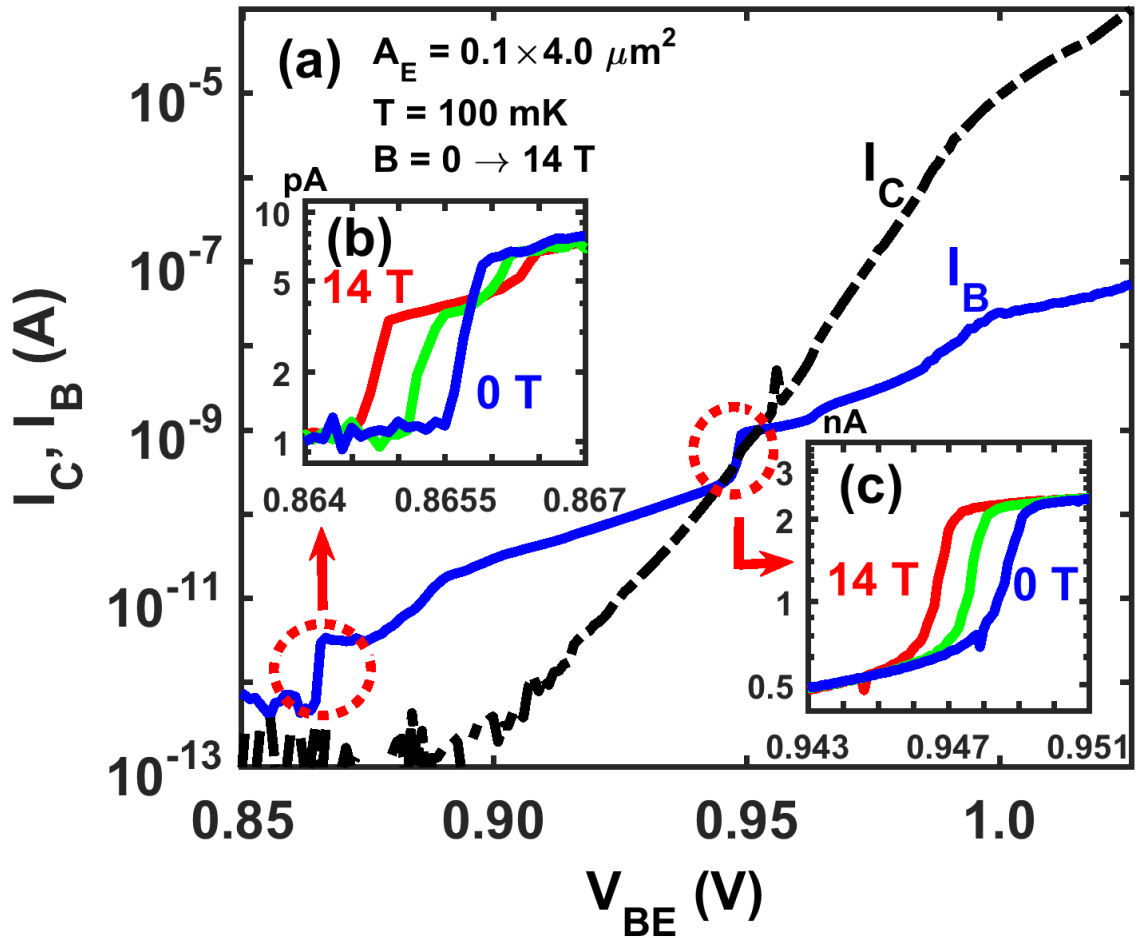 (a) A_E = 0.1×4.0 μm²
T = 100 mK
B = 0 → 14 T
I_C
I_B
I_C, I_B (A)
10⁻⁵
10⁻⁷
10⁻⁹
10⁻¹¹
10⁻¹³
0.85 0.90 0.95 1.0
V_BE (V)
pA
(b)
10
5
2
1
14 T
0 T
0.864 0.8655 0.867
nA
(c)
3
2
1
0.5
14 T 0 T
0.943 0.947 0.951